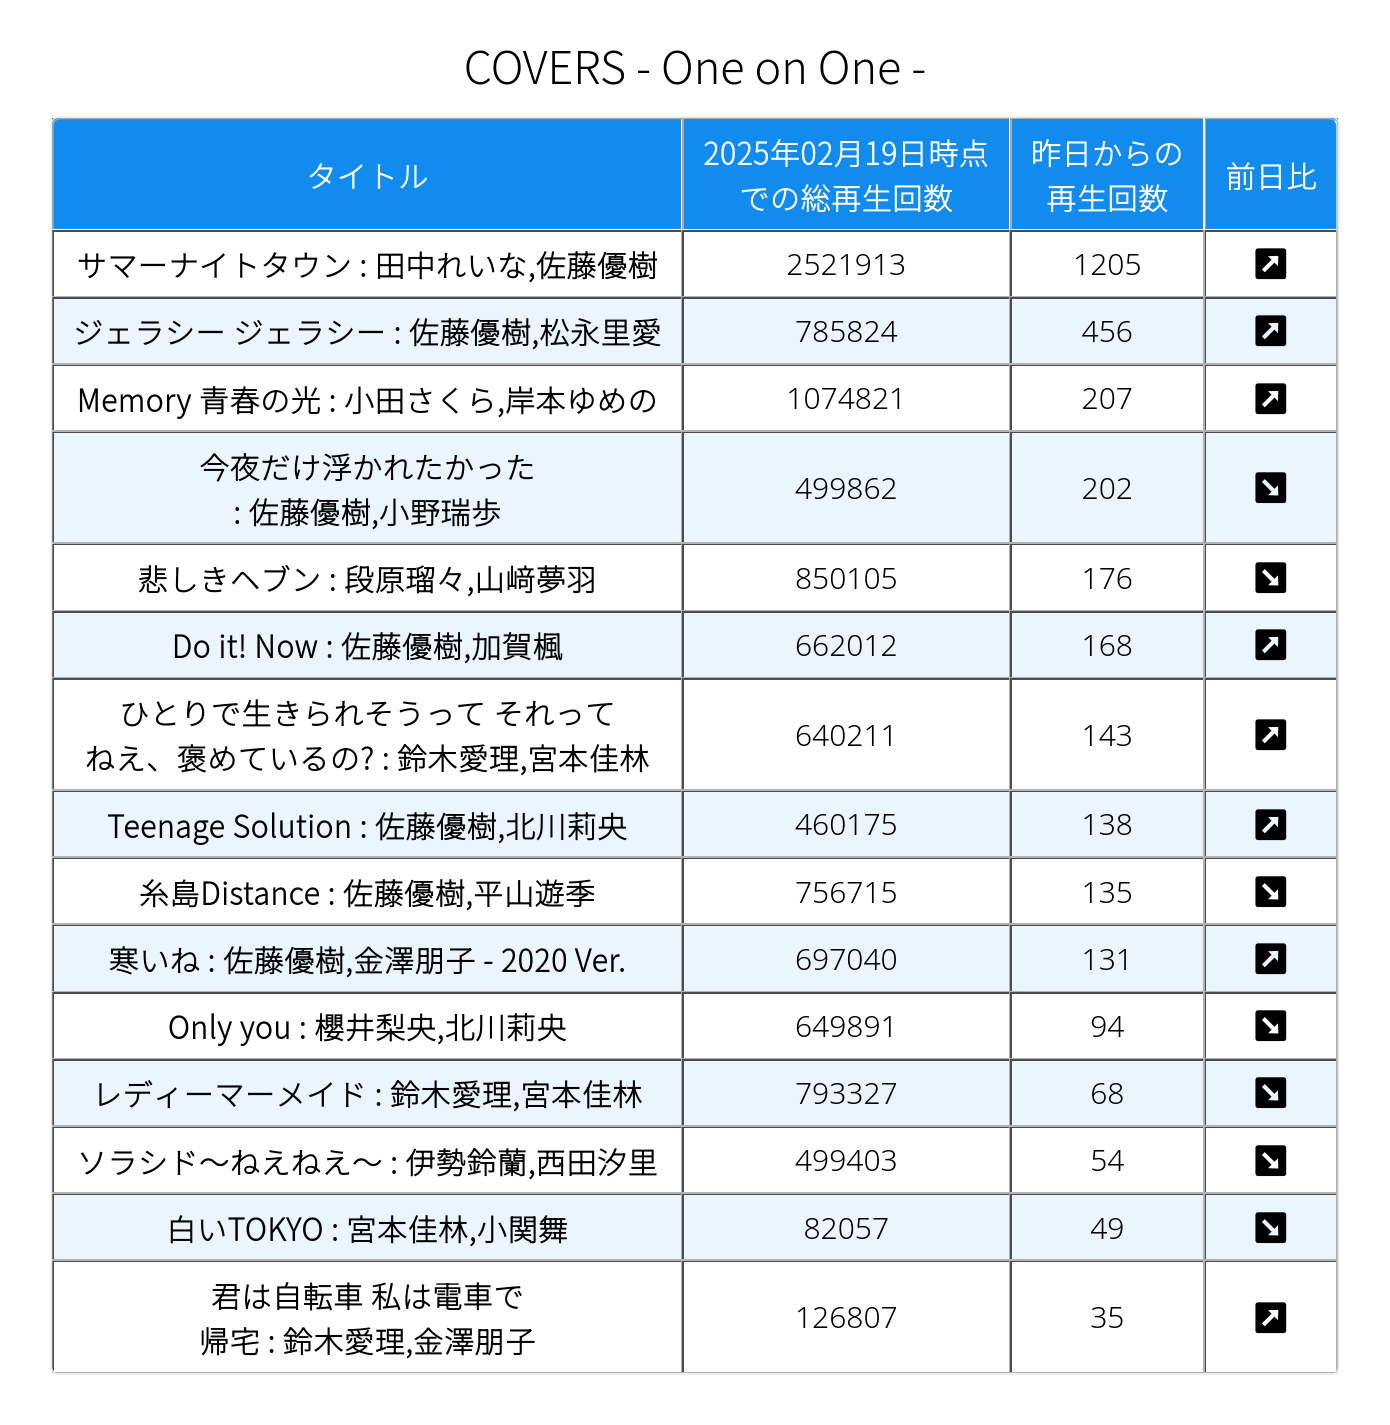 COVERS - One on One -
タイトル
2025年02月19日時点
での総再生回数
昨日からの
再生回数
前日比
サマーナイトタウン : 田中れいな,佐藤優樹
2521913
1205
ジェラシー ジェラシー : 佐藤優樹,松永里愛
785824
456
Memory 青春の光 : 小田さくら,岸本ゆめの
1074821
207
今夜だけ浮かれたかった
: 佐藤優樹,小野瑞歩
499862
202
悲しきヘブン : 段原瑠々,山﨑夢羽
850105
176
Do it! Now : 佐藤優樹,加賀楓
662012
168
ひとりで生きられそうって それって
ねえ、褒めているの? : 鈴木愛理,宮本佳林
640211
143
Teenage Solution : 佐藤優樹,北川莉央
460175
138
糸島Distance : 佐藤優樹,平山遊季
756715
135
寒いね : 佐藤優樹,金澤朋子 - 2020 Ver.
697040
131
Only you : 櫻井梨央,北川莉央
649891
94
レディーマーメイド : 鈴木愛理,宮本佳林
793327
68
ソラシド〜ねえねえ〜 : 伊勢鈴蘭,西田汐里
499403
54
白いTOKYO : 宮本佳林,小関舞
82057
49
君は自転車 私は電車で
帰宅 : 鈴木愛理,金澤朋子
126807
35